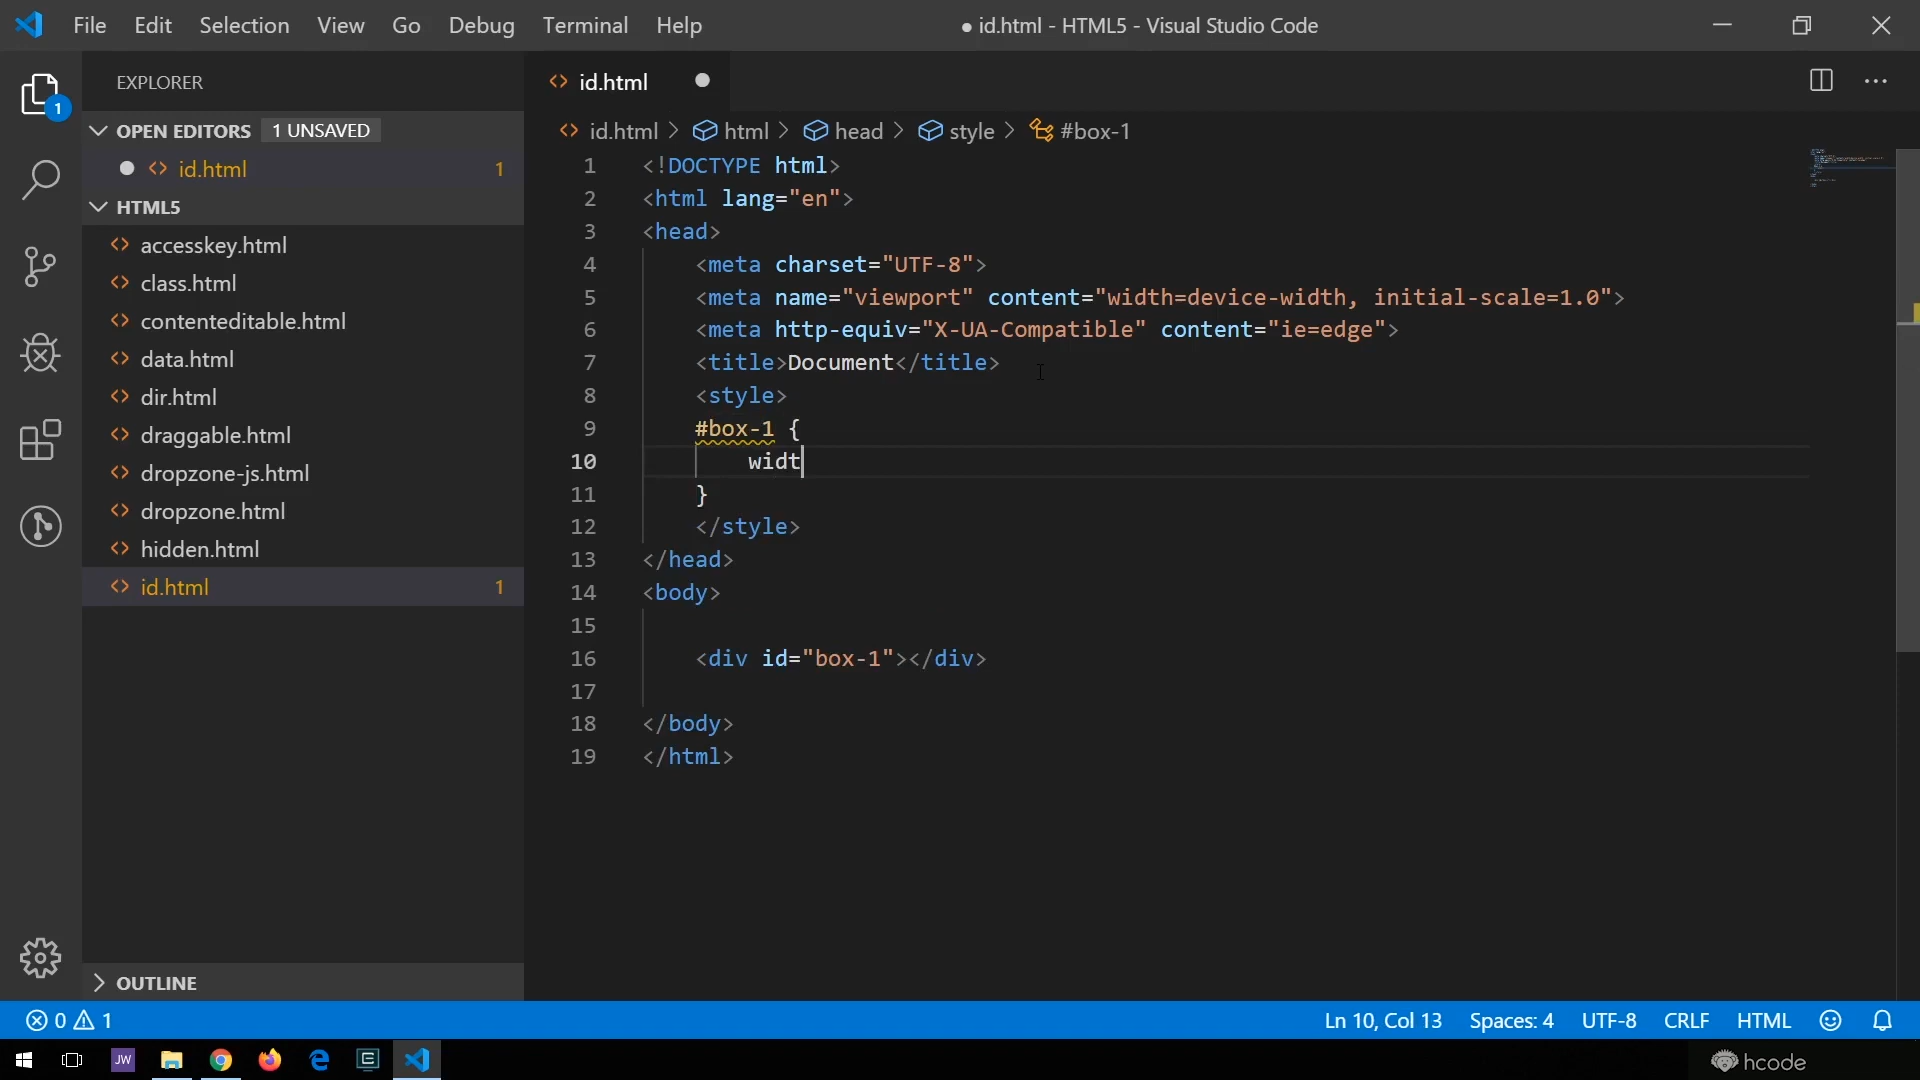 File Edit Selection View Go Debug Terminal Help
● id.html - HTML5 - Visual Studio Code
1
EXPLORER
OPEN EDITORS 1 UNSAVED
id.html 1
HTML5
accesskey.html
class.html
contenteditable.html
data.html
dir.html
draggable.html
dropzone-js.html
dropzone.html
hidden.html
id.html 1
OUTLINE
id.html
id.html > html > head > style > #box-1
1 <!DOCTYPE html>
2 <html lang="en">
3 <head>
4 <meta charset="UTF-8">
5 <meta name="viewport" content="width=device-width, initial-scale=1.0">
6 <meta http-equiv="X-UA-Compatible" content="ie=edge">
7 <title>Document</title>
8 <style>
9 #box-1 {
10 widt
11 }
12 </style>
13 </head>
14 <body>
15
16 <div id="box-1"></div>
17
18 </body>
19 </html>
0 1
Ln 10, Col 13 Spaces: 4 UTF-8 CRLF HTML
JW
hcode